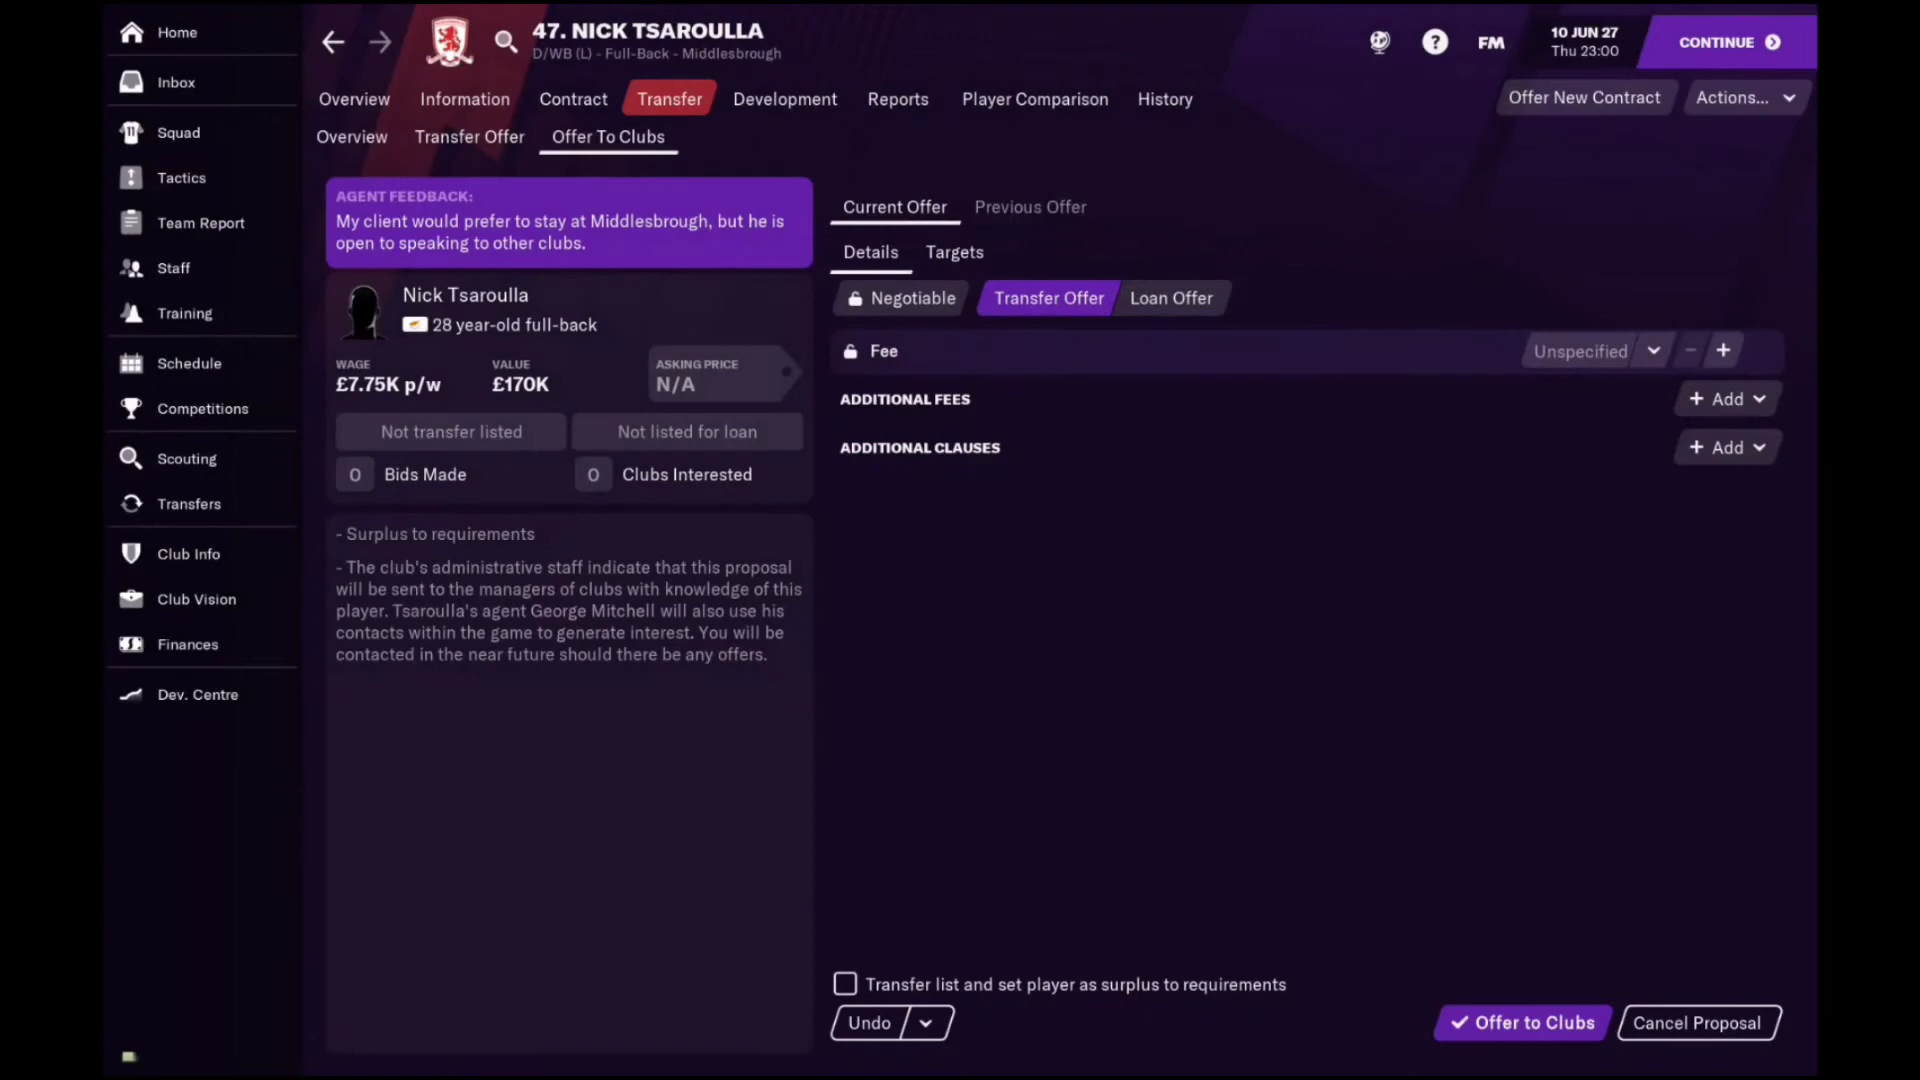 Home
Inbox
Squad
Tactics
Team Report
Staff
Training
Schedule
Competitions
Scouting
Transfers
Club Info
Club Vision
Finances
Dev. Centre
47. NICK TSAROULLA
D/WB (L) - Full-Back - Middlesbrough
?
FM
10 JUN 27
Thu 23:00
CONTINUE
Overview
Information
Contract
Transfer
Development
Reports
Player Comparison
History
Offer New Contract
Actions...
Overview
Transfer Offer
Offer To Clubs
AGENT FEEDBACK:
My client would prefer to stay at Middlesbrough, but he is
open to speaking to other clubs.
Nick Tsaroulla
28 year-old full-back
WAGE
£7.75K p/w
VALUE
£170K
ASKING PRICE
N/A
Not transfer listed
Not listed for loan
0 Bids Made
0 Clubs Interested
- Surplus to requirements
- The club's administrative staff indicate that this proposal
will be sent to the managers of clubs with knowledge of this
player. Tsaroulla's agent George Mitchell will also use his
contacts within the game to generate interest. You will be
contacted in the near future should there be any offers.
Current Offer
Previous Offer
Details
Targets
Negotiable
Transfer Offer
Loan Offer
Fee
Unspecified
- +
ADDITIONAL FEES
+ Add
ADDITIONAL CLAUSES
+ Add
Transfer list and set player as surplus to requirements
Undo
Offer to Clubs
Cancel Proposal